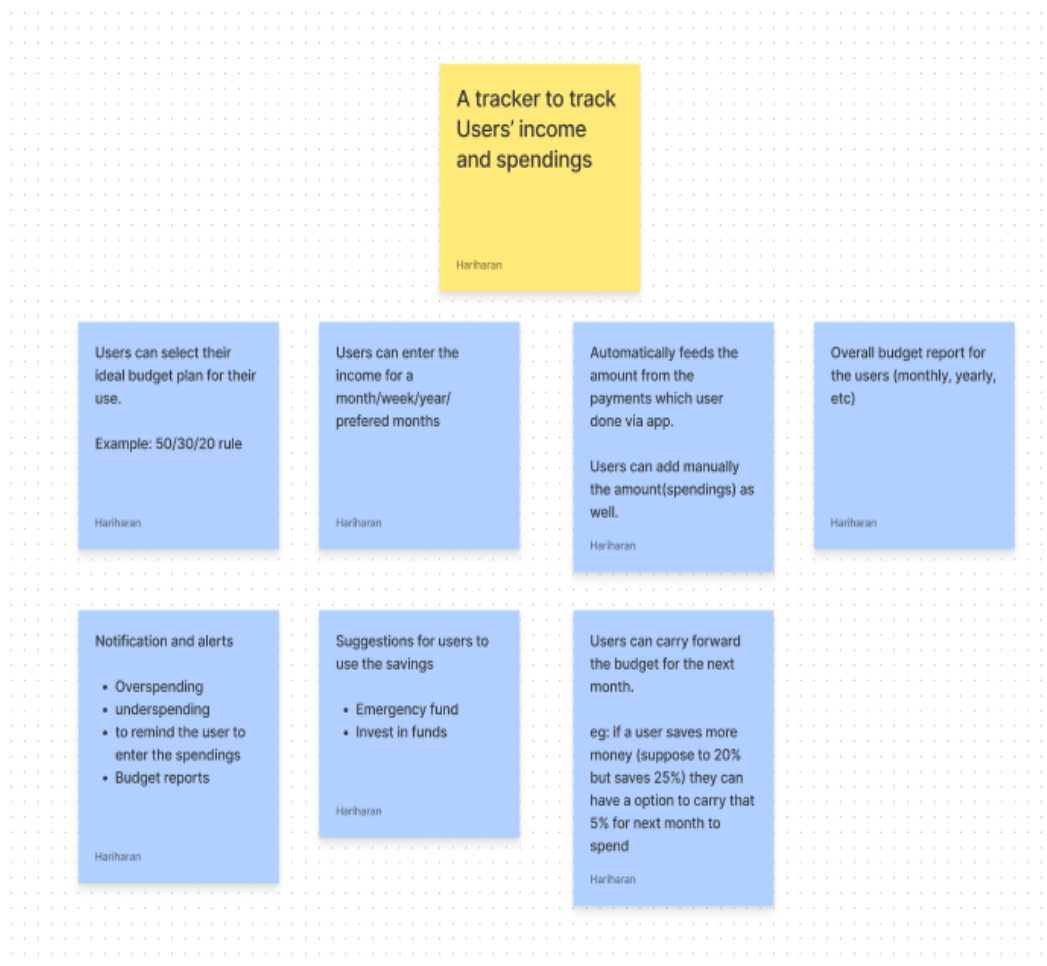 A tracker to track
Users' income
and spendings
Hariharan
Users can select their
ideal budget plan for their
use.
Example: 50/30/20 rule
Hariharan
Users can enter the
income for a
month/week/year/
prefered months
Hariharan
Automatically feeds the
amount from the
payments which user
done via app.
Users can add manually
the amount(spendings) as
well.
Hariharan
Overall budget report for
the users (monthly, yearly,
etc)
Hariharan
Notification and alerts
• Overspending
• underspending
• to remind the user to
enter the spendings
• Budget reports
Hariharan
Suggestions for users to
use the savings
• Emergency fund
• Invest in funds
Hariharan
Users can carry forward
the budget for the next
month.
eg: if a user saves more
money (suppose to 20%
but saves 25%) they can
have a option to carry that
5% for next month to
spend
Hariharan